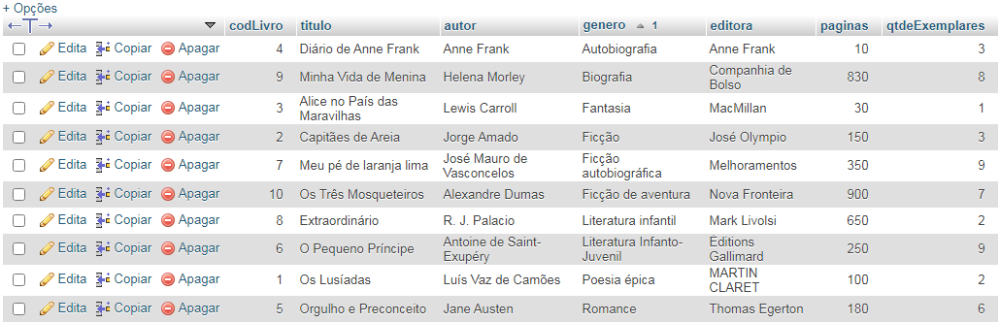 + Opções
codLivro titulo autor genero 1 editora paginas qtdeExemplares
Edita Copiar Apagar 4 Diário de Anne Frank Anne Frank Autobiografia Anne Frank 10 3
Edita Copiar Apagar 9 Minha Vida de Menina Helena Morley Biografia Companhia de Bolso 830 8
Edita Copiar Apagar 3 Alice no País das Maravilhas Lewis Carroll Fantasia MacMillan 30 1
Edita Copiar Apagar 2 Capitães de Areia Jorge Amado Ficção José Olympio 150 3
Edita Copiar Apagar 7 Meu pé de laranja lima José Mauro de Vasconcelos Ficção autobiográfica Melhoramentos 350 9
Edita Copiar Apagar 10 Os Três Mosqueteiros Alexandre Dumas Ficção de aventura Nova Fronteira 900 7
Edita Copiar Apagar 8 Extraordinário R. J. Palacio Literatura infantil Mark Livolsi 650 2
Edita Copiar Apagar 6 O Pequeno Príncipe Antoine de Saint-Exupéry Literatura Infanto-Juvenil Éditions Gallimard 250 9
Edita Copiar Apagar 1 Os Lusíadas Luís Vaz de Camões Poesia épica MARTIN CLARET 100 2
Edita Copiar Apagar 5 Orgulho e Preconceito Jane Austen Romance Thomas Egerton 180 6